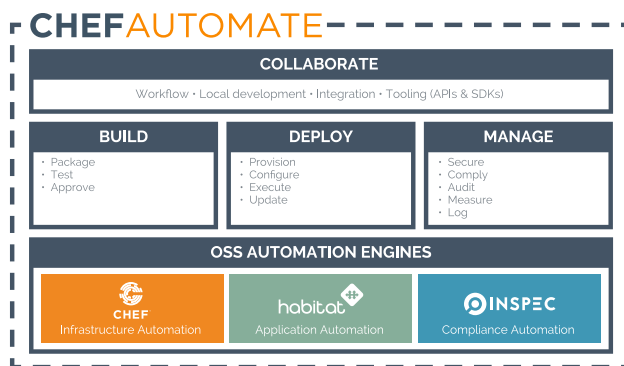 CHEFAUTOMATE
COLLABORATE
Workflow • Local development • Integration • Tooling (APIs & SDKs)
BUILD
• Package
• Test
• Approve
DEPLOY
• Provision
• Configure
• Execute
• Update
MANAGE
• Secure
• Comply
• Audit
• Measure
• Log
OSS AUTOMATION ENGINES
CHEF
Infrastructure Automation
habitat
Application Automation
INSPEC
Compliance Automation